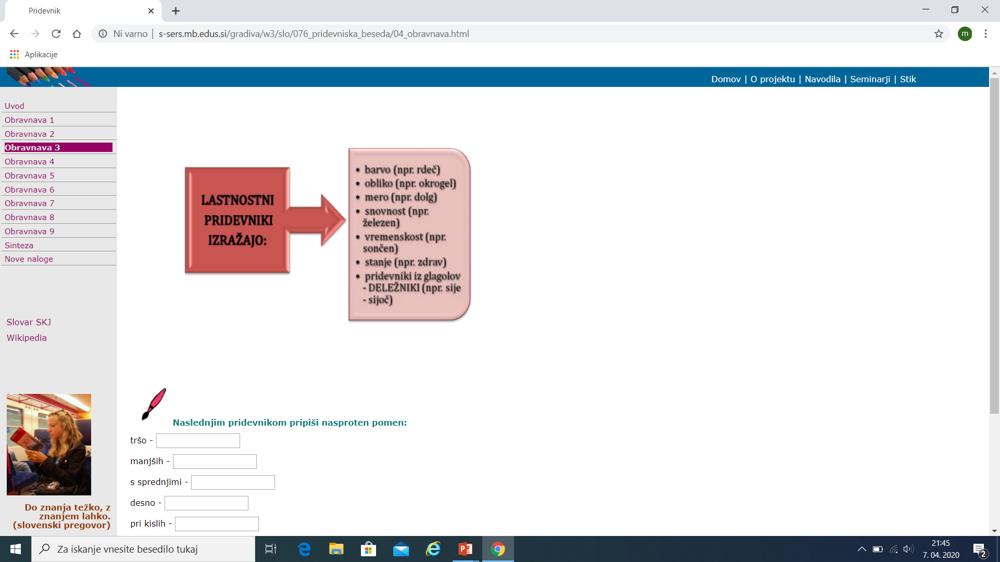 Pridevnik
Ni varno | s-sers.mb.edus.si/gradiva/w3/slo/076_pridevniska_beseda/04_obravnava.html
m
Aplikacije
Domov | O projektu | Navodila | Seminarji | Stik
Uvod
Obravnava 1
Obravnava 2
Obravnava 3
Obravnava 4
Obravnava 5
Obravnava 6
Obravnava 7
Obravnava 8
Obravnava 9
Sinteza
Nove naloge
Slovar SKJ
Wikipedia
Do znanja težko, z
znanjem lahko.
(slovenski pregovor)
LASTNOSTNI
PRIDEVNIKI
IZRAŽAJO:
• barvo (npr. rdeč)
• obliko (npr. okrogel)
• mero (npr. dolg)
• snovnost (npr.
železen)
• vremenskost (npr.
sončen)
• stanje (npr. zdrav)
• pridevniki iz glagolov
- DELEŽNIKI (npr. sije
- sijoč)
Naslednjim pridevnikom pripiši nasproten pomen:
tršo -
manjših -
s sprednjimi -
desno -
pri kislih -
Za iskanje vnesite besedilo tukaj
21:45
7. 04. 2020
2